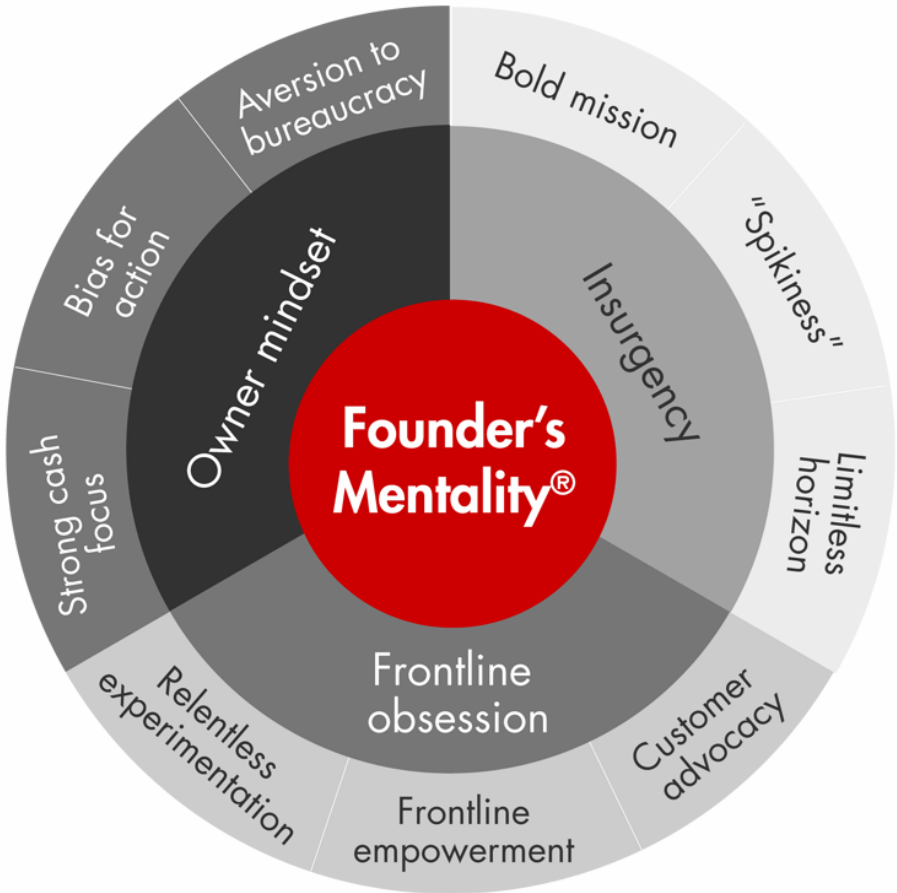 Founder's
Mentality®
Insurgency
Bold mission
"Spikiness"
Limitless
horizon
Frontline
obsession
Customer
advocacy
Frontline
empowerment
Relentless
experimentation
Owner mindset
Strong cash
focus
Bias for
action
Aversion to
bureaucracy